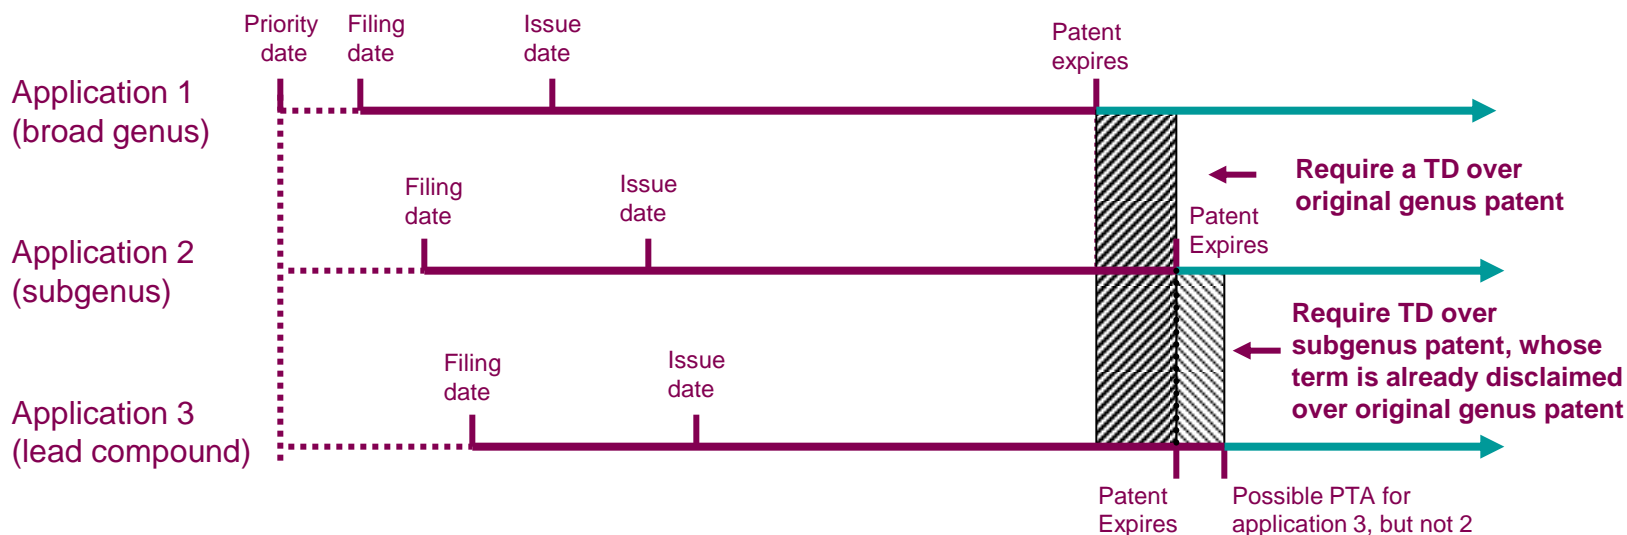 Priority
date
Filing
date
Issue
date
Patent
expires
Application 1
(broad genus)
Require a TD over
original genus patent
Filing
date
Issue
date
Patent
Expires
Application 2
(subgenus)
Require TD over
subgenus patent, whose
term is already disclaimed
over original genus patent
Filing
date
Issue
date
Application 3
(lead compound)
Patent
Expires
Possible PTA for
application 3, but not 2